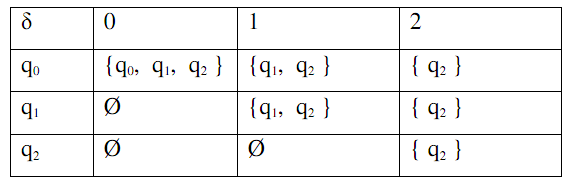 δ 0 1 2
q₀ {q₀, q₁, q₂ } {q₁, q₂ } { q₂ }
q₁ Ø {q₁, q₂ } { q₂ }
q₂ Ø Ø { q₂ }